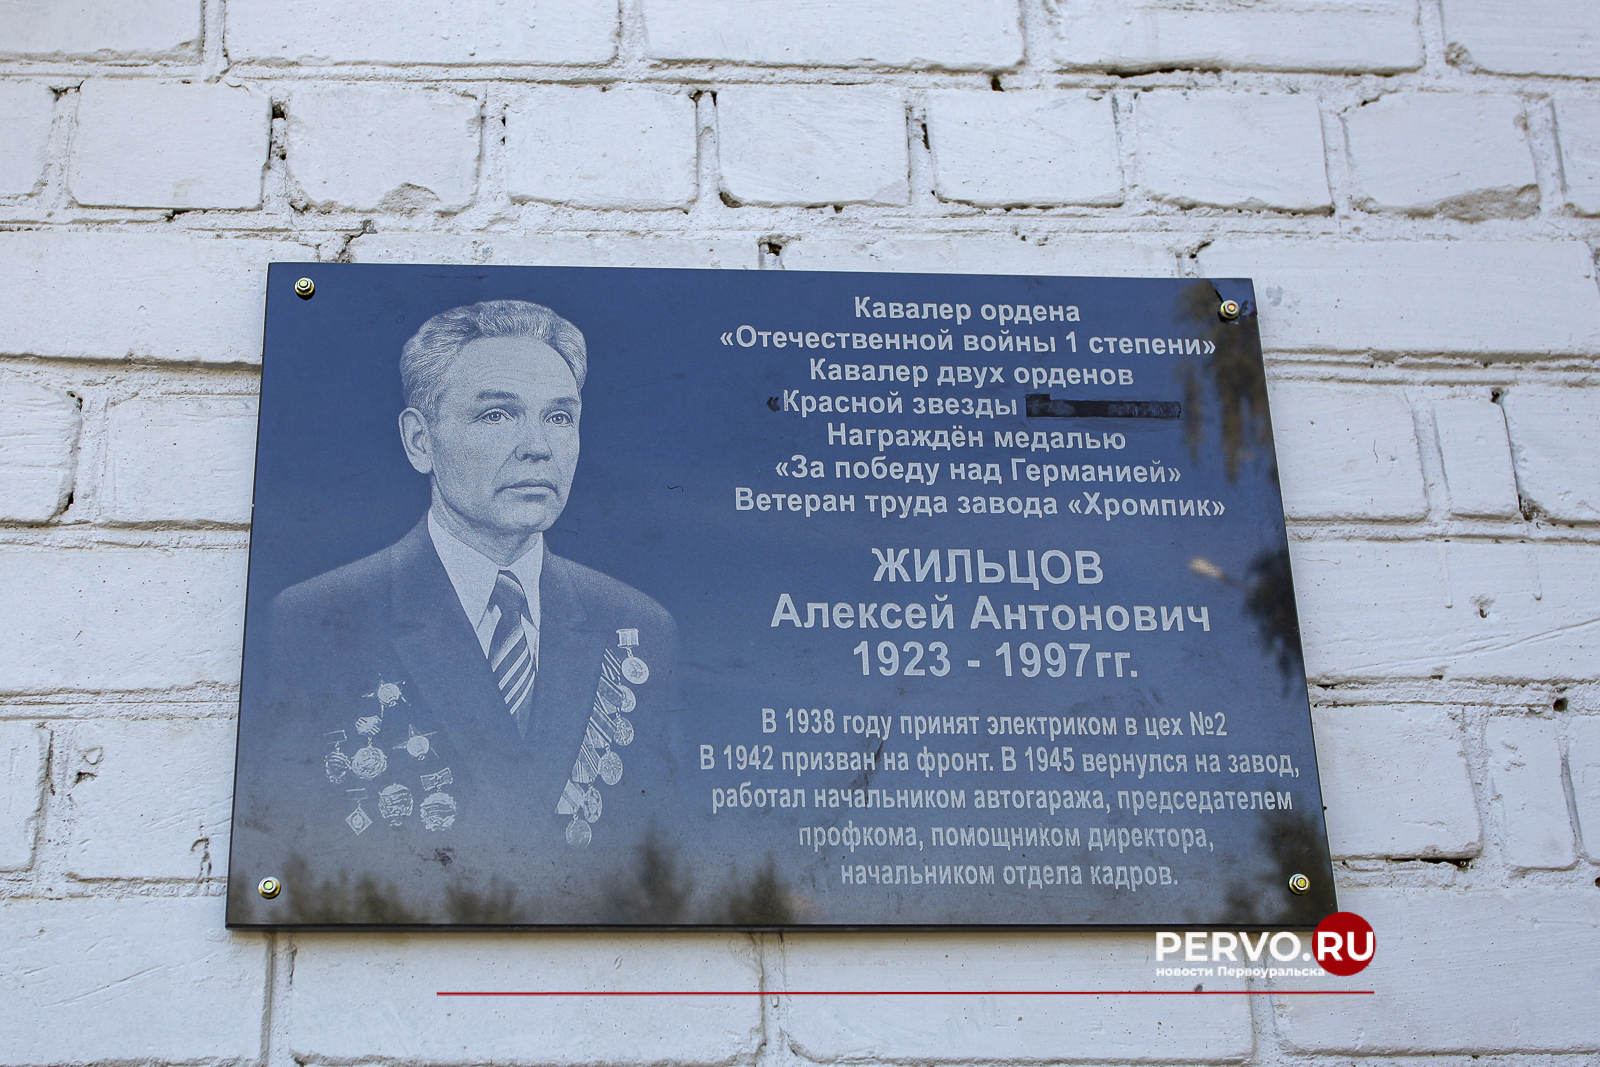 Кавалер ордена
«Отечественной войны 1 степени»
Кавалер двух орденов
«Красной звезды
Награждён медалью
«За победу над Германией»
Ветеран труда завода «Хромпик»
ЖИЛЬЦОВ
Алексей Антонович
1923 - 1997гг.
В 1938 году принят электриком в цех №2
В 1942 призван на фронт. В 1945 вернулся на завод,
работал начальником автогаража, председателем
профкома, помощником директора,
начальником отдела кадров.
PERVO.RU
новости Первоуральска